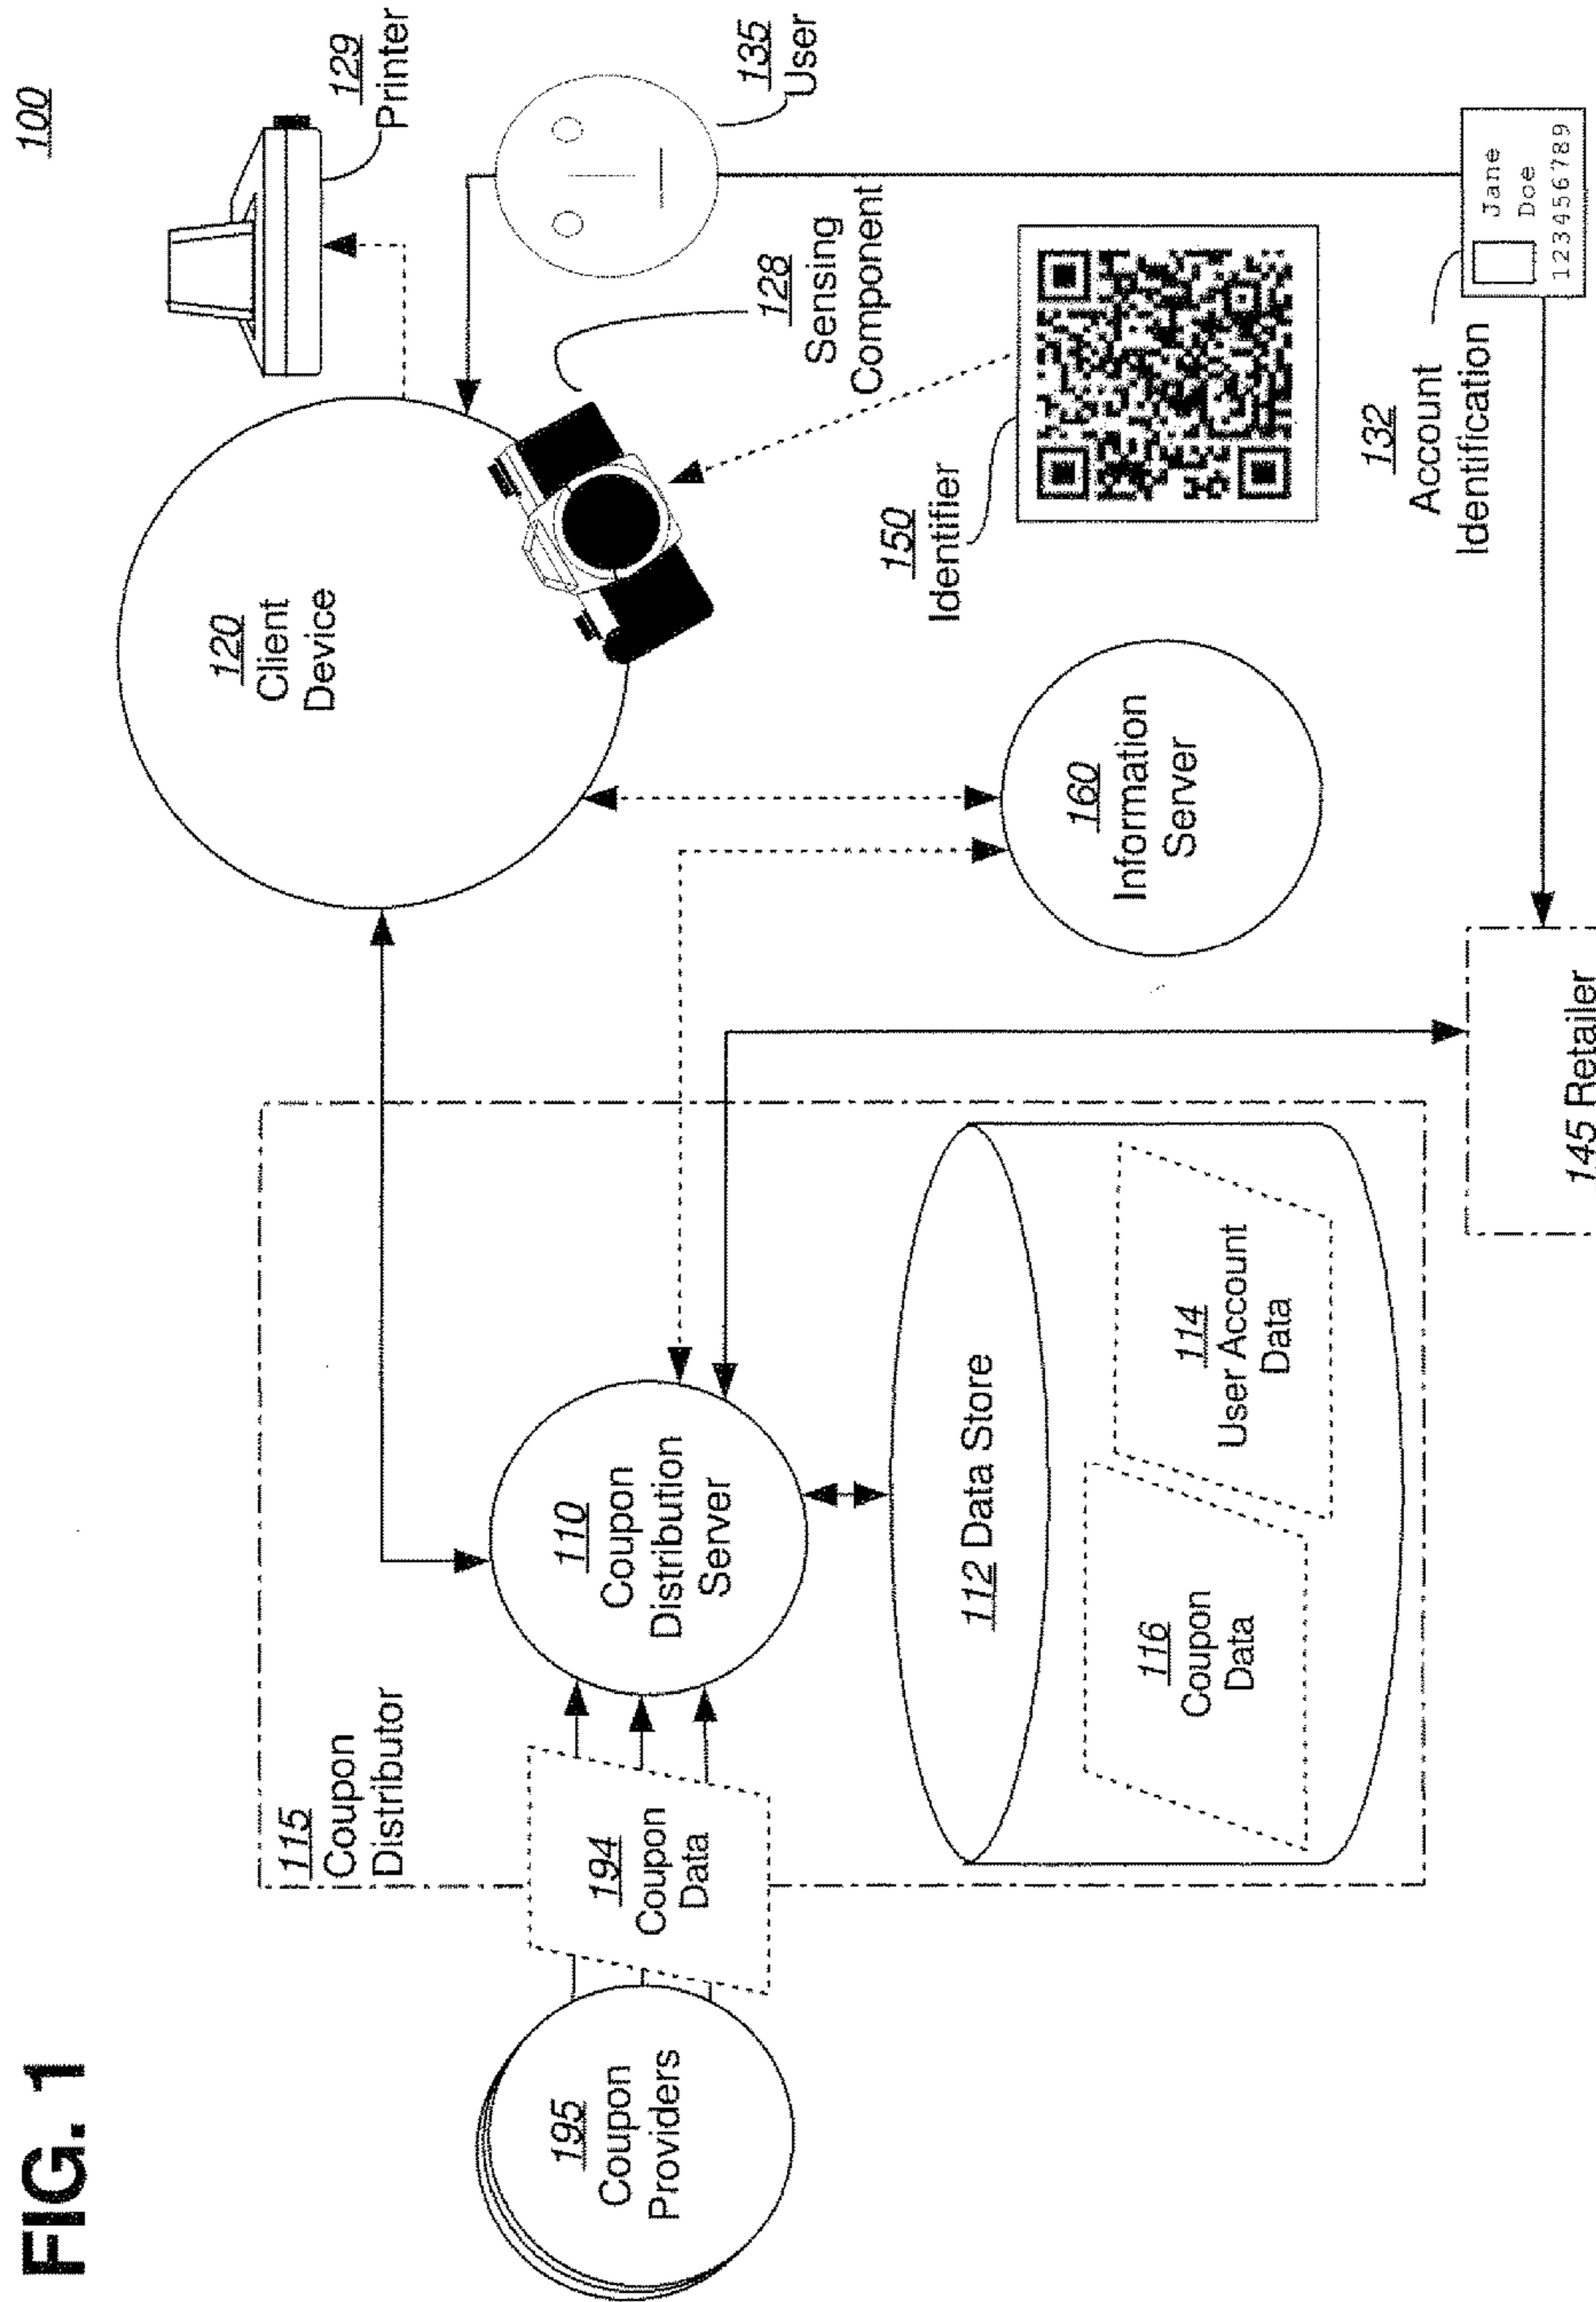 FIG. 1
100
195
Coupon
Providers
194
Coupon
Data
115
Coupon
Distributor
110
Coupon
Distribution
Server
112 Data Store
116
Coupon
Data
114
User Account
Data
120
Client
Device
129
Printer
135
User
128
Sensing
Component
150
Identifier
160
Information
Server
132
Account
Identification
Jane
Doe
123456789
145 Retailer